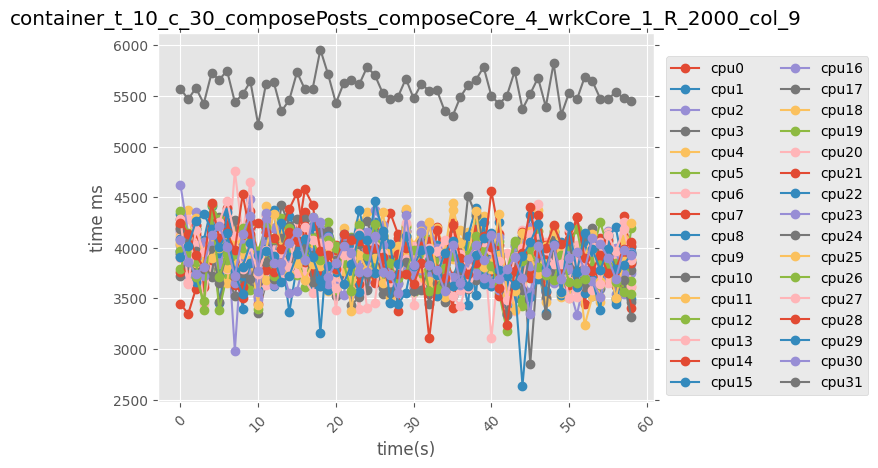 container_t_10_c_30_composePosts_composeCore_4_wrkCore_1_R_2000_col_9
6000
5500
5000
4500
4000
3500
3000
2500
time ms
0
10
20
30
40
50
60
time(s)
cpu0
cpu1
cpu2
cpu3
cpu4
cpu5
cpu6
cpu7
cpu8
cpu9
cpu10
cpu11
cpu12
cpu13
cpu14
cpu15
cpu16
cpu17
cpu18
cpu19
cpu20
cpu21
cpu22
cpu23
cpu24
cpu25
cpu26
cpu27
cpu28
cpu29
cpu30
cpu31